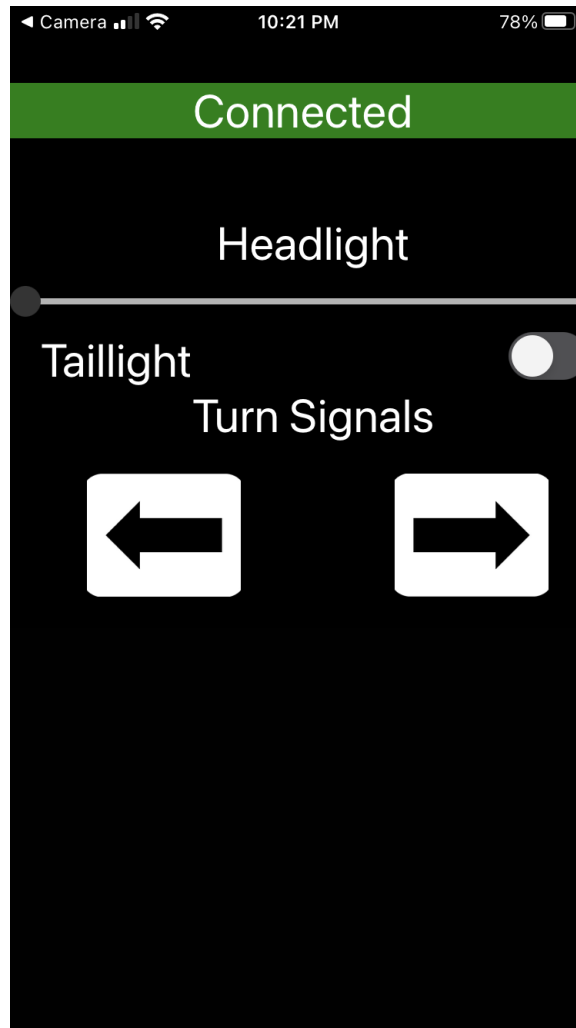 ◀ Camera 10:21 PM 78%
Connected
Headlight
Taillight
Turn Signals